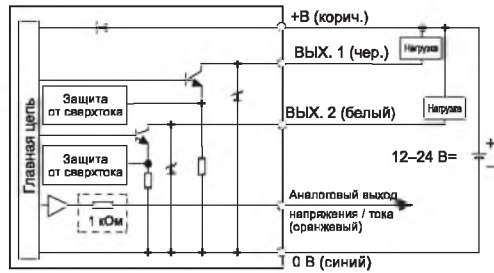 +В (корич.)
ВЫХ. 1 (чер.)
Нагрузка
Главная цепь
Защита
от сверхтока
ВЫХ. 2 (белый)
Нагрузка
Защита
от сверхтока
12–24 В=
+
−
Аналоговый выход
напряжения / тока
(оранжевый)
1 кОм
0 В (синий)